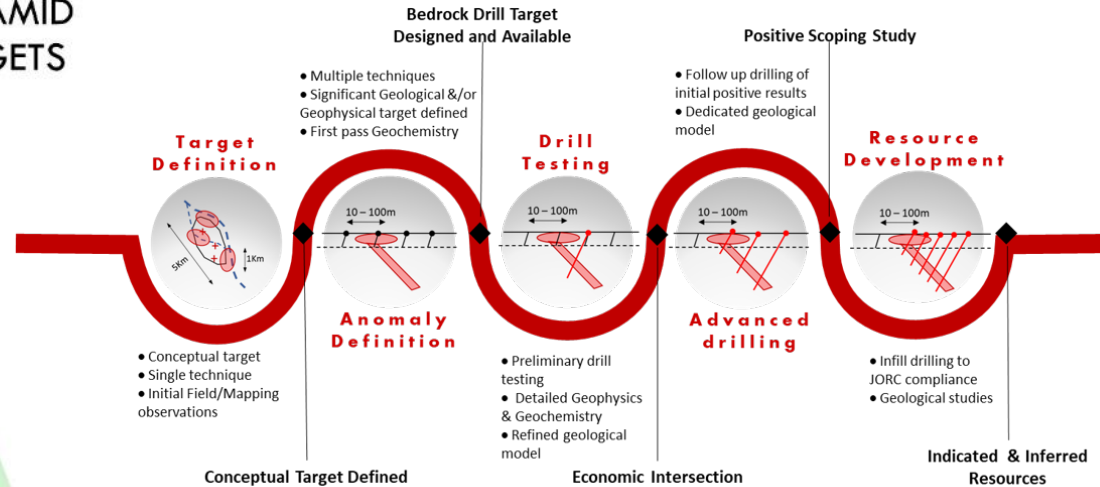 GETS
Bedrock Drill Target
Designed and Available
Positive Scoping Study
• Multiple techniques
• Significant Geological &/or
Geophysical target defined
• First pass Geochemistry
• Follow up drilling of
initial positive results
• Dedicated geological
model
Target
Definition
Drill
Testing
Resource
Development
5Km
1Km
10 – 100m
10 – 100m
10 – 100m
10 – 100m
Anomaly
Definition
Advanced
drilling
• Conceptual target
• Single technique
• Initial Field/Mapping
observations
• Preliminary drill
testing
• Detailed Geophysics
& Geochemistry
• Refined geological
model
• Infill drilling to
JORC compliance
• Geological studies
Conceptual Target Defined
Economic Intersection
Indicated & Inferred
Resources